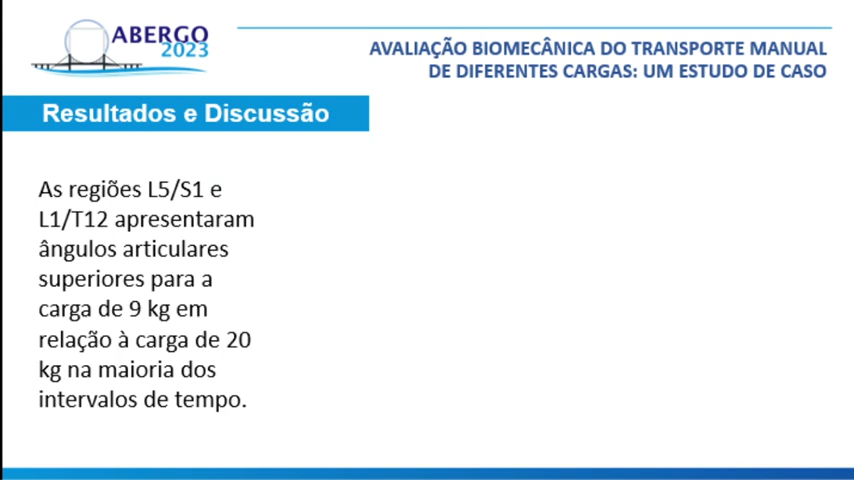 ABERGO
2023
AVALIAÇÃO BIOMECÂNICA DO TRANSPORTE MANUAL
DE DIFERENTES CARGAS: UM ESTUDO DE CASO
Resultados e Discussão
As regiões L5/S1 e
L1/T12 apresentaram
ângulos articulares
superiores para a
carga de 9 kg em
relação à carga de 20
kg na maioria dos
intervalos de tempo.